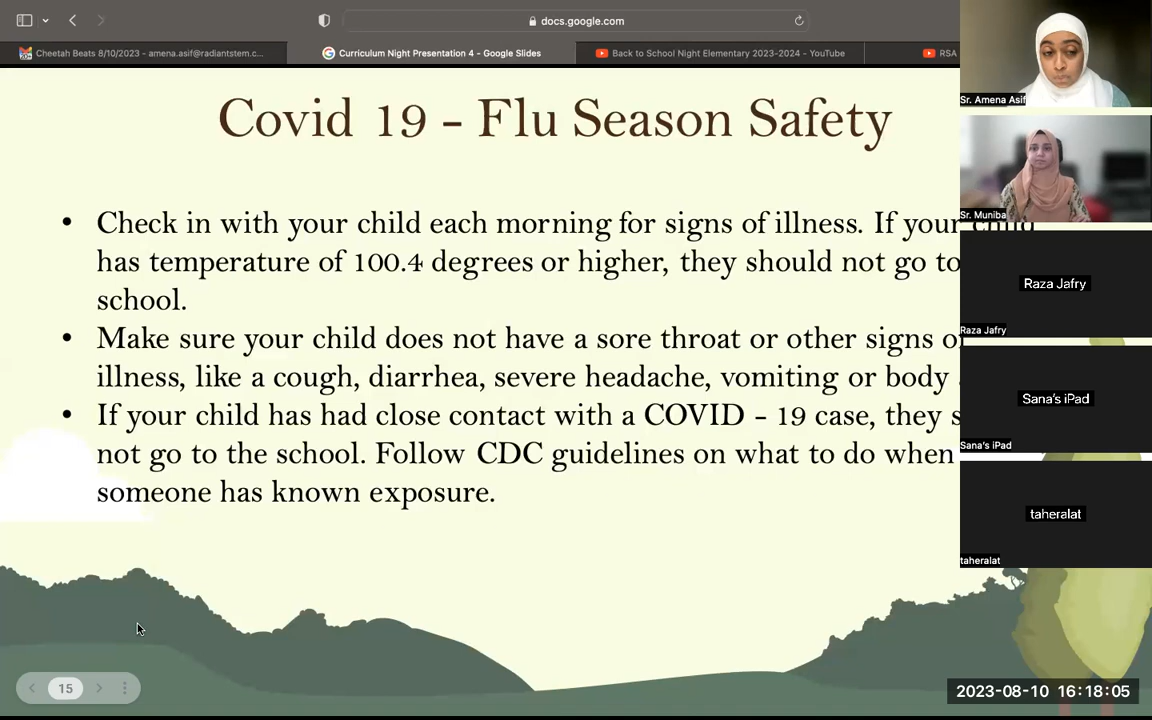 docs.google.com
Cheetah Beats 8/10/2023 - amena.asif@radiantstem.c...
Curriculum Night Presentation 4 - Google Slides
Back to School Night Elementary 2023-2024 - YouTube
RSA
Covid 19 - Flu Season Safety
• Check in with your child each morning for signs of illness. If your child
has temperature of 100.4 degrees or higher, they should not go to
school.
• Make sure your child does not have a sore throat or other signs of
illness, like a cough, diarrhea, severe headache, vomiting or body
• If your child has had close contact with a COVID - 19 case, they s
not go to the school. Follow CDC guidelines on what to do when
someone has known exposure.
Sr. Amena Asif
Sr. Muniba
Raza Jafry
Raza Jafry
Sana's iPad
Sana's iPad
taheralat
taheralat
15
2023-08-10 16:18:05